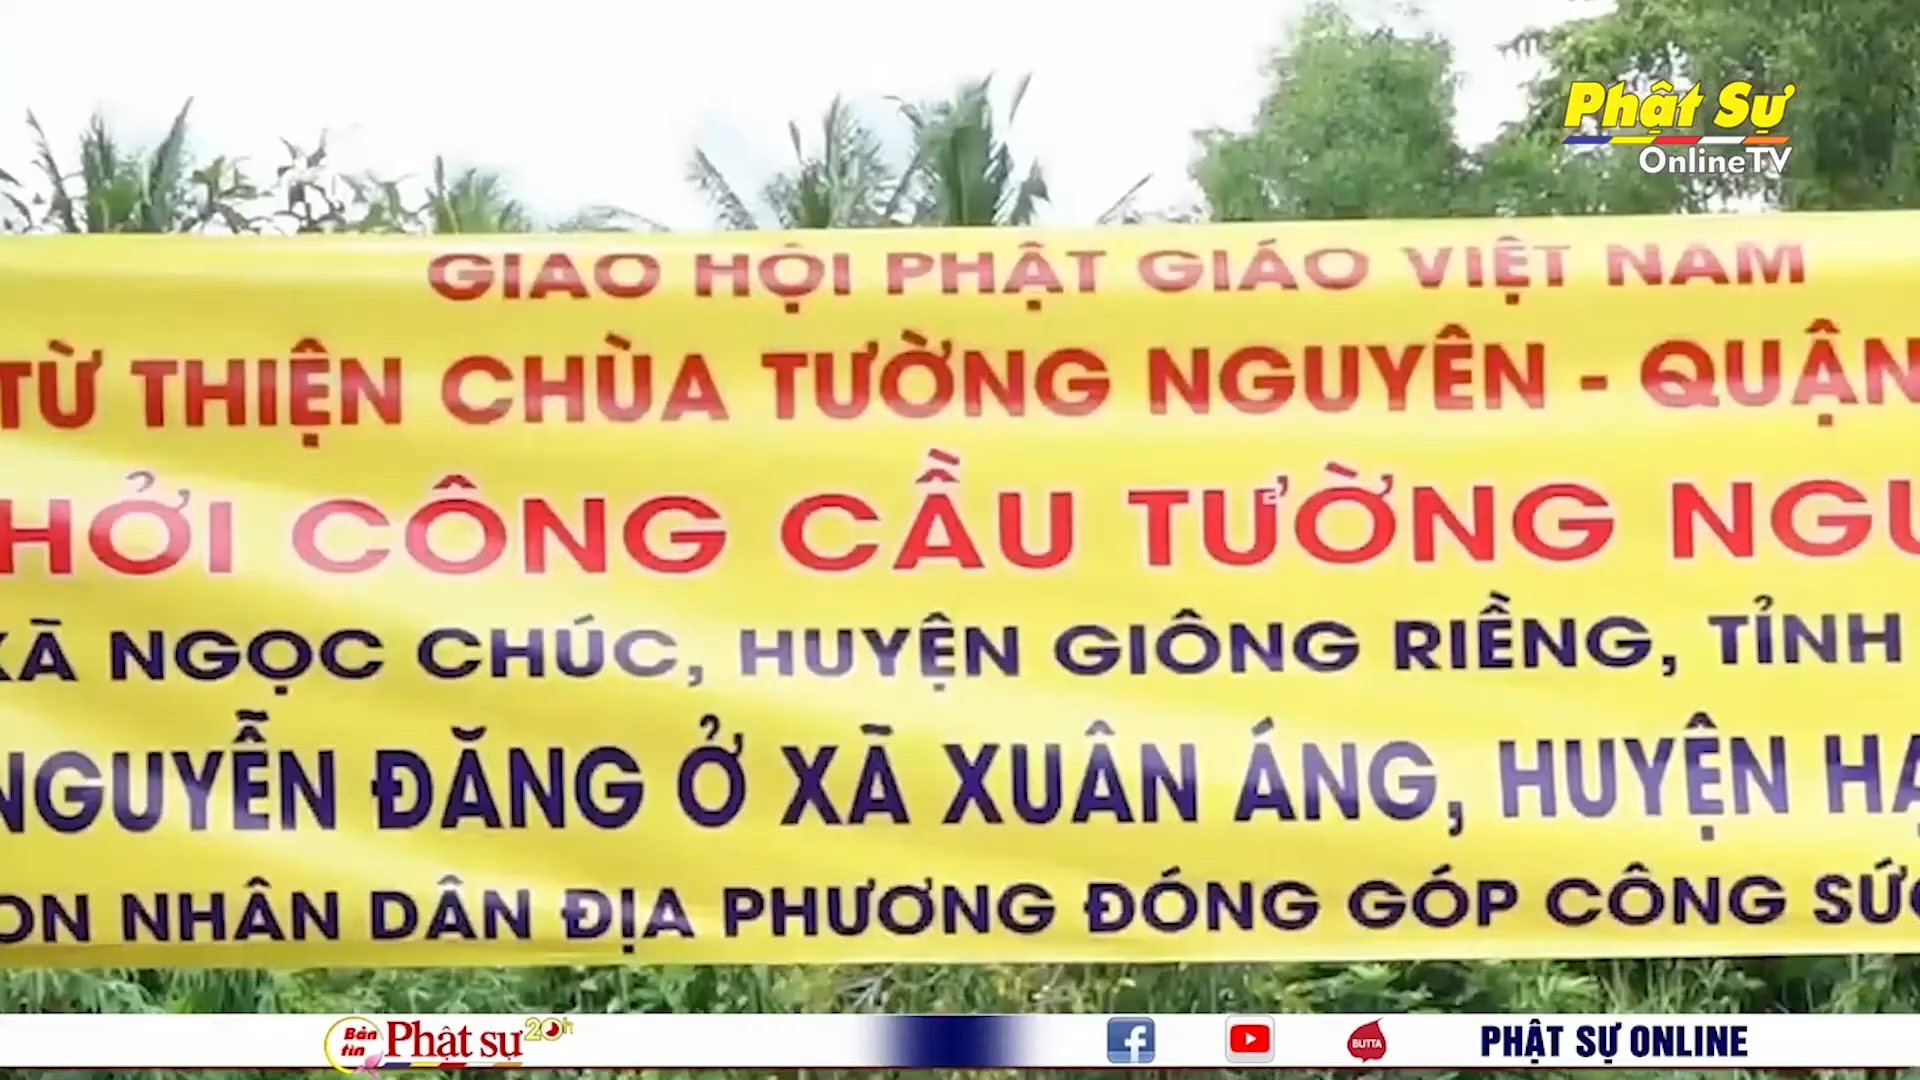 Phật Sự
OnlineTV
GIAO HỘI PHẬT GIÁO VIỆT NAM
TỪ THIỆN CHÙA TƯỜNG NGUYÊN - QUẬN
HỞI CÔNG CẦU TƯỜNG NGU
XÃ NGỌC CHÚC, HUYỆN GIỒNG RIỀNG, TỈNH
NGUYỄN ĐĂNG Ở XÃ XUÂN ÁNG, HUYỆN HẠ
ON NHÂN DÂN ĐỊA PHƯƠNG ĐÓNG GÓP CÔNG SỨC
Bản tin Phật sự 20h
BUTTA
PHẬT SỰ ONLINE